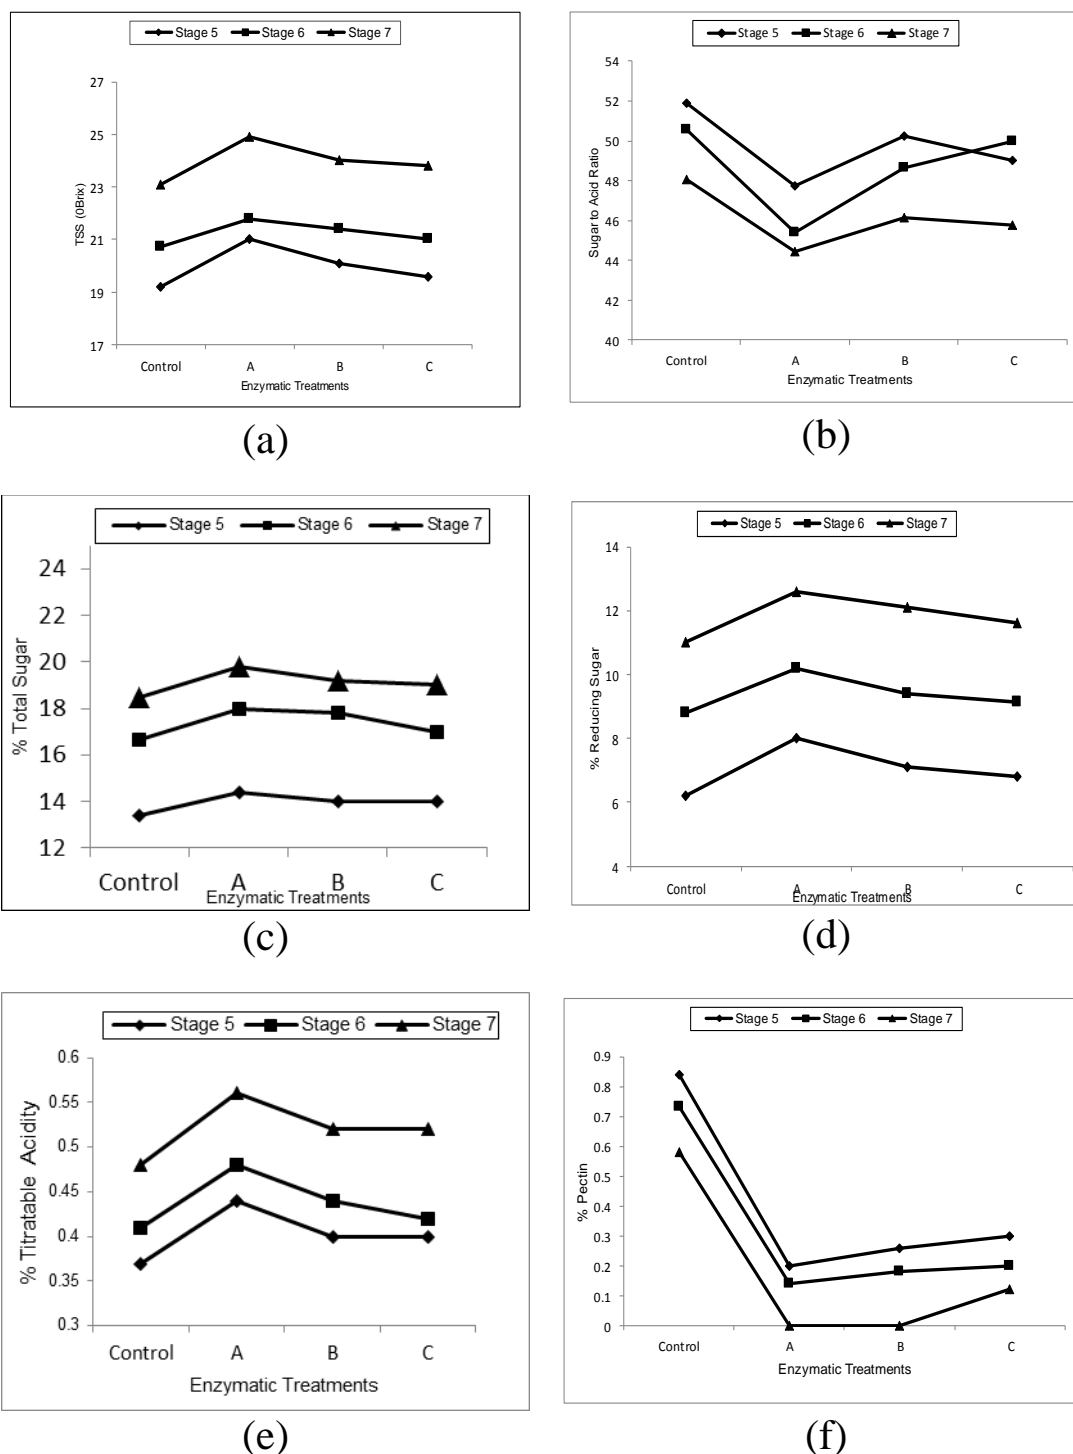 Stage 5 Stage 6 Stage 7
27
25
23
21
19
17
TSS (0Brix)
Control A B C
Enzymatic Treatments
(a)
Stage 5 Stage 6 Stage 7
54
52
50
48
46
44
42
40
Sugar to Acid Ratio
Control A B C
Enzymatic Treatments
(b)
Stage 5 Stage 6 Stage 7
24
22
20
18
16
14
12
% Total Sugar
Control A B C
Enzymatic Treatments
(c)
Stage 5 Stage 6 Stage 7
14
12
10
8
6
4
% Reducing Sugar
Control A B C
Enzymatic Treatments
(d)
Stage 5 Stage 6 Stage 7
0.6
0.55
0.5
0.45
0.4
0.35
0.3
% Titratable Acidity
Control A B C
Enzymatic Treatments
(e)
Stage 5 Stage 6 Stage 7
0.9
0.8
0.7
0.6
0.5
0.4
0.3
0.2
0.1
0
% Pectin
Control A B C
Enzymatic Treatments
(f)